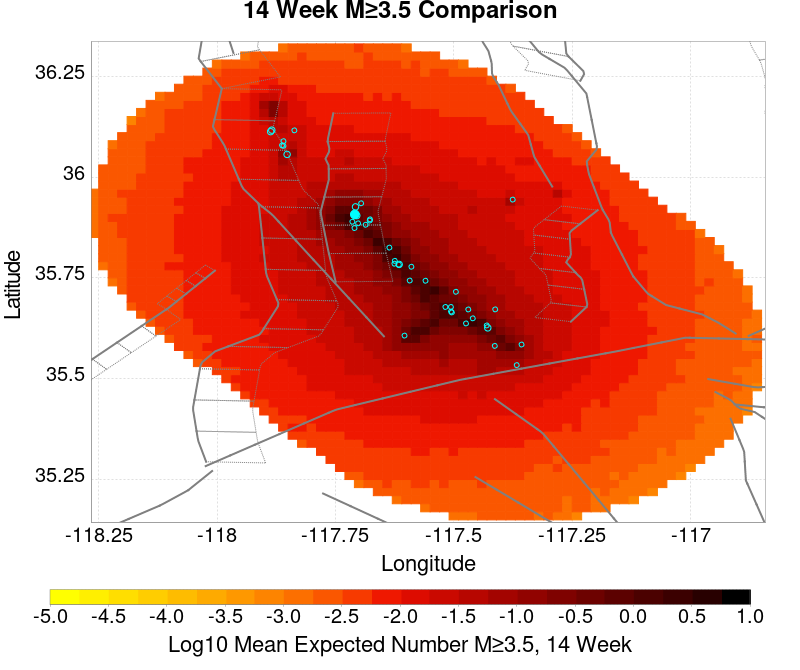 14 Week M≥3.5 Comparison
Latitude
36.25
36
35.75
35.5
35.25
-118.25 -118 -117.75 -117.5 -117.25 -117
Longitude
-5.0 -4.5 -4.0 -3.5 -3.0 -2.5 -2.0 -1.5 -1.0 -0.5 0.0 0.5 1.0
Log10 Mean Expected Number M≥3.5, 14 Week